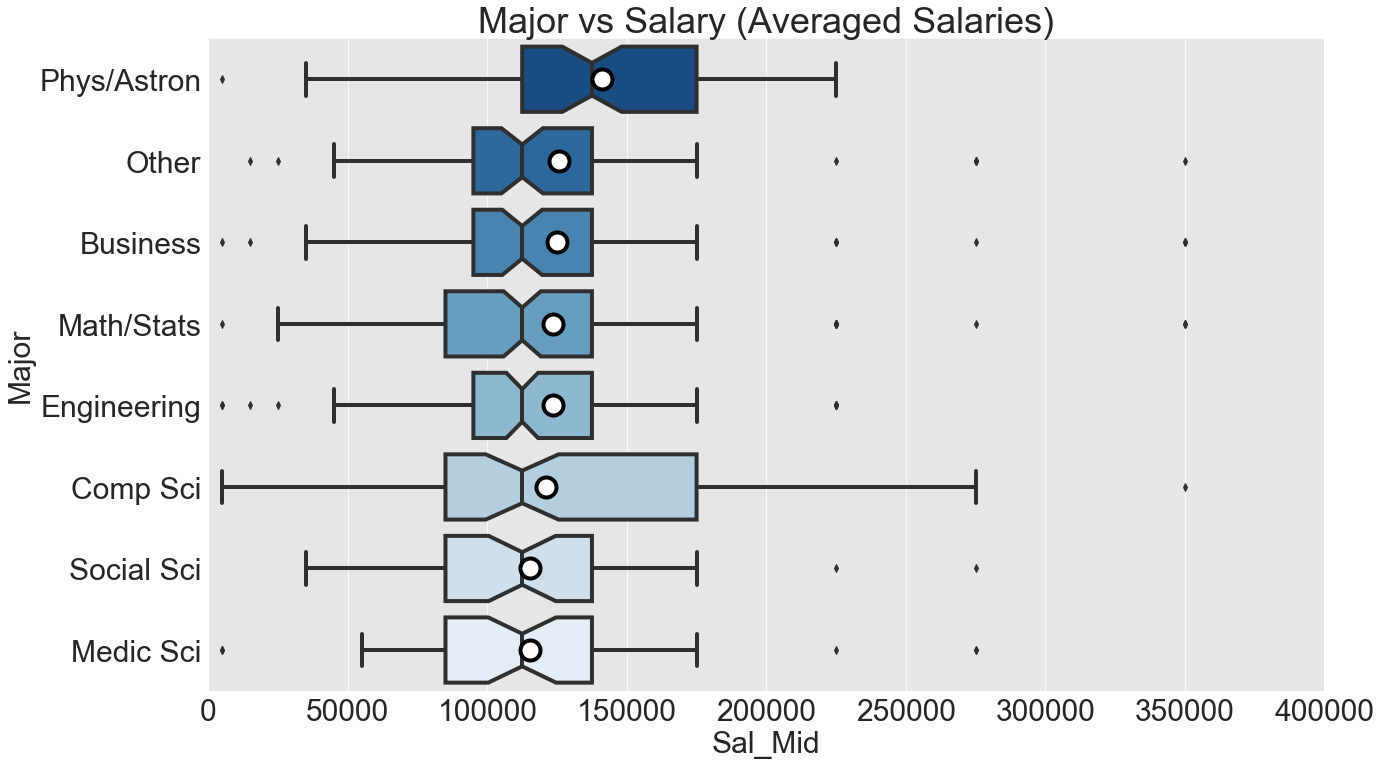 Major vs Salary (Averaged Salaries)
Major
Phys/Astron
Other
Business
Math/Stats
Engineering
Comp Sci
Social Sci
Medic Sci
0 50000 100000 150000 200000 250000 300000 350000 400000
Sal_Mid